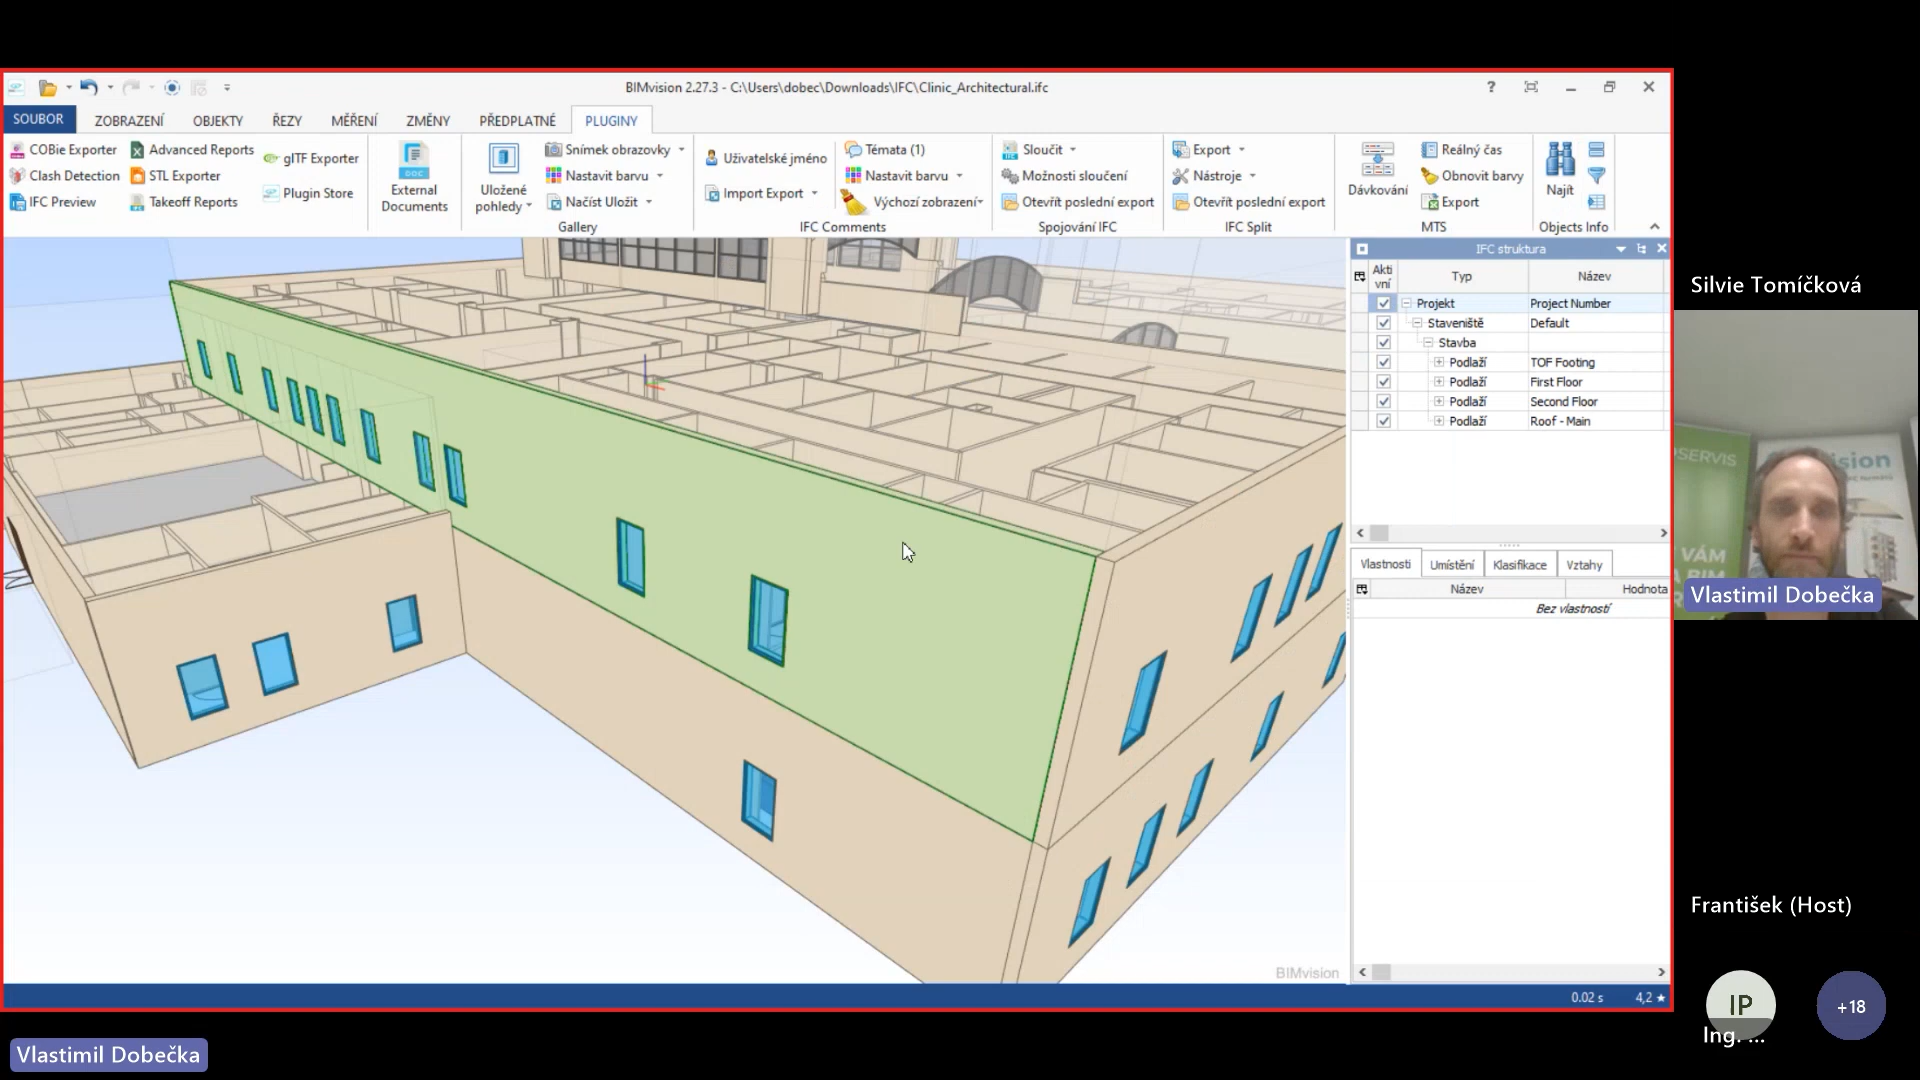 BIMvision 2.27.3 - C:\Users\dobec\Downloads\IFC\Clinic_Architectural.ifc
SOUBOR ZOBRAZENÍ OBJEKTY ŘEZY MĚŘENÍ ZMĚNY PŘEDPLATNÉ PLUGINY
COBie Exporter
Clash Detection
IFC Preview
Advanced Reports
STL Exporter
Takeoff Reports
glTF Exporter
Plugin Store
External
Documents
Uložené
pohledy
Snímek obrazovky
Nastavit barvu
Načíst Uložit
Gallery
Uživatelské jméno
Import Export
Témata (1)
Nastavit barvu
Výchozí zobrazení
IFC Comments
Sloučit
Možnosti sloučení
Otevřít poslední export
Spojování IFC
Export
Nástroje
Otevřít poslední export
IFC Split
Dávkování
Reálný čas
Obnovit barvy
Export
MTS
Najít
Objects Info
IFC struktura
Akti
vní
Typ Název
Projekt Project Number
Staveniště Default
Stavba
Podlaží TOF Footing
Podlaží First Floor
Podlaží Second Floor
Podlaží Roof - Main
Vlastnosti Umístění Klasifikace Vztahy
Název Hodnota
Bez vlastností
BIMvision
0.02 s 4,2 ★
Silvie Tomíčková
Vlastimil Dobečka
František (Host)
IP
Ing. ...
+18
Vlastimil Dobečka